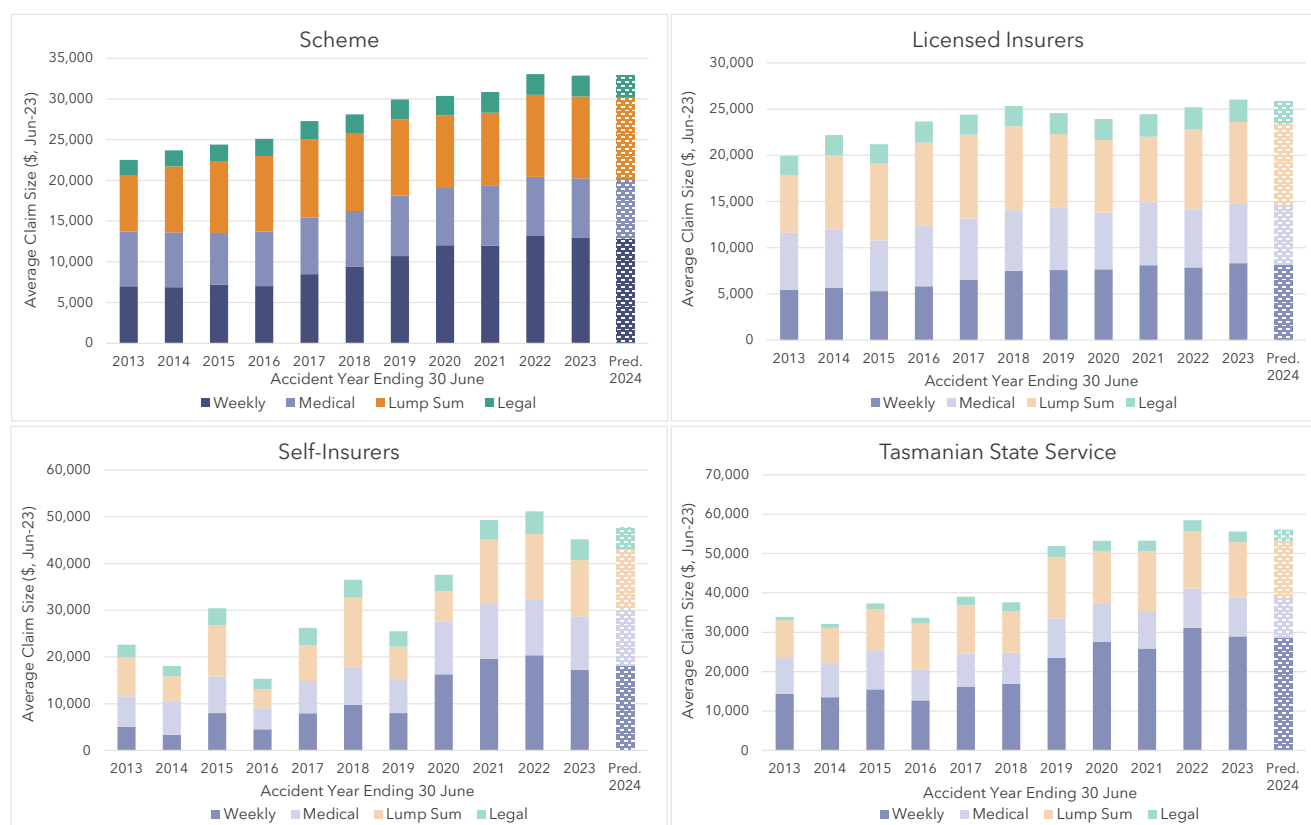 Scheme
Average Claim Size ($, Jun-23)
35,000
30,000
25,000
20,000
15,000
10,000
5,000
0
2013 2014 2015 2016 2017 2018 2019 2020 2021 2022 2023 Pred.
2024
Accident Year Ending 30 June
Weekly Medical Lump Sum Legal
Licensed Insurers
Average Claim Size ($, Jun-23)
30,000
25,000
20,000
15,000
10,000
5,000
0
2013 2014 2015 2016 2017 2018 2019 2020 2021 2022 2023 Pred.
2024
Accident Year Ending 30 June
Weekly Medical Lump Sum Legal
Self-Insurers
Average Claim Size ($, Jun-23)
60,000
50,000
40,000
30,000
20,000
10,000
0
2013 2014 2015 2016 2017 2018 2019 2020 2021 2022 2023 Pred.
2024
Accident Year Ending 30 June
Weekly Medical Lump Sum Legal
Tasmanian State Service
Average Claim Size ($, Jun-23)
70,000
60,000
50,000
40,000
30,000
20,000
10,000
0
2013 2014 2015 2016 2017 2018 2019 2020 2021 2022 2023 Pred.
2024
Accident Year Ending 30 June
Weekly Medical Lump Sum Legal